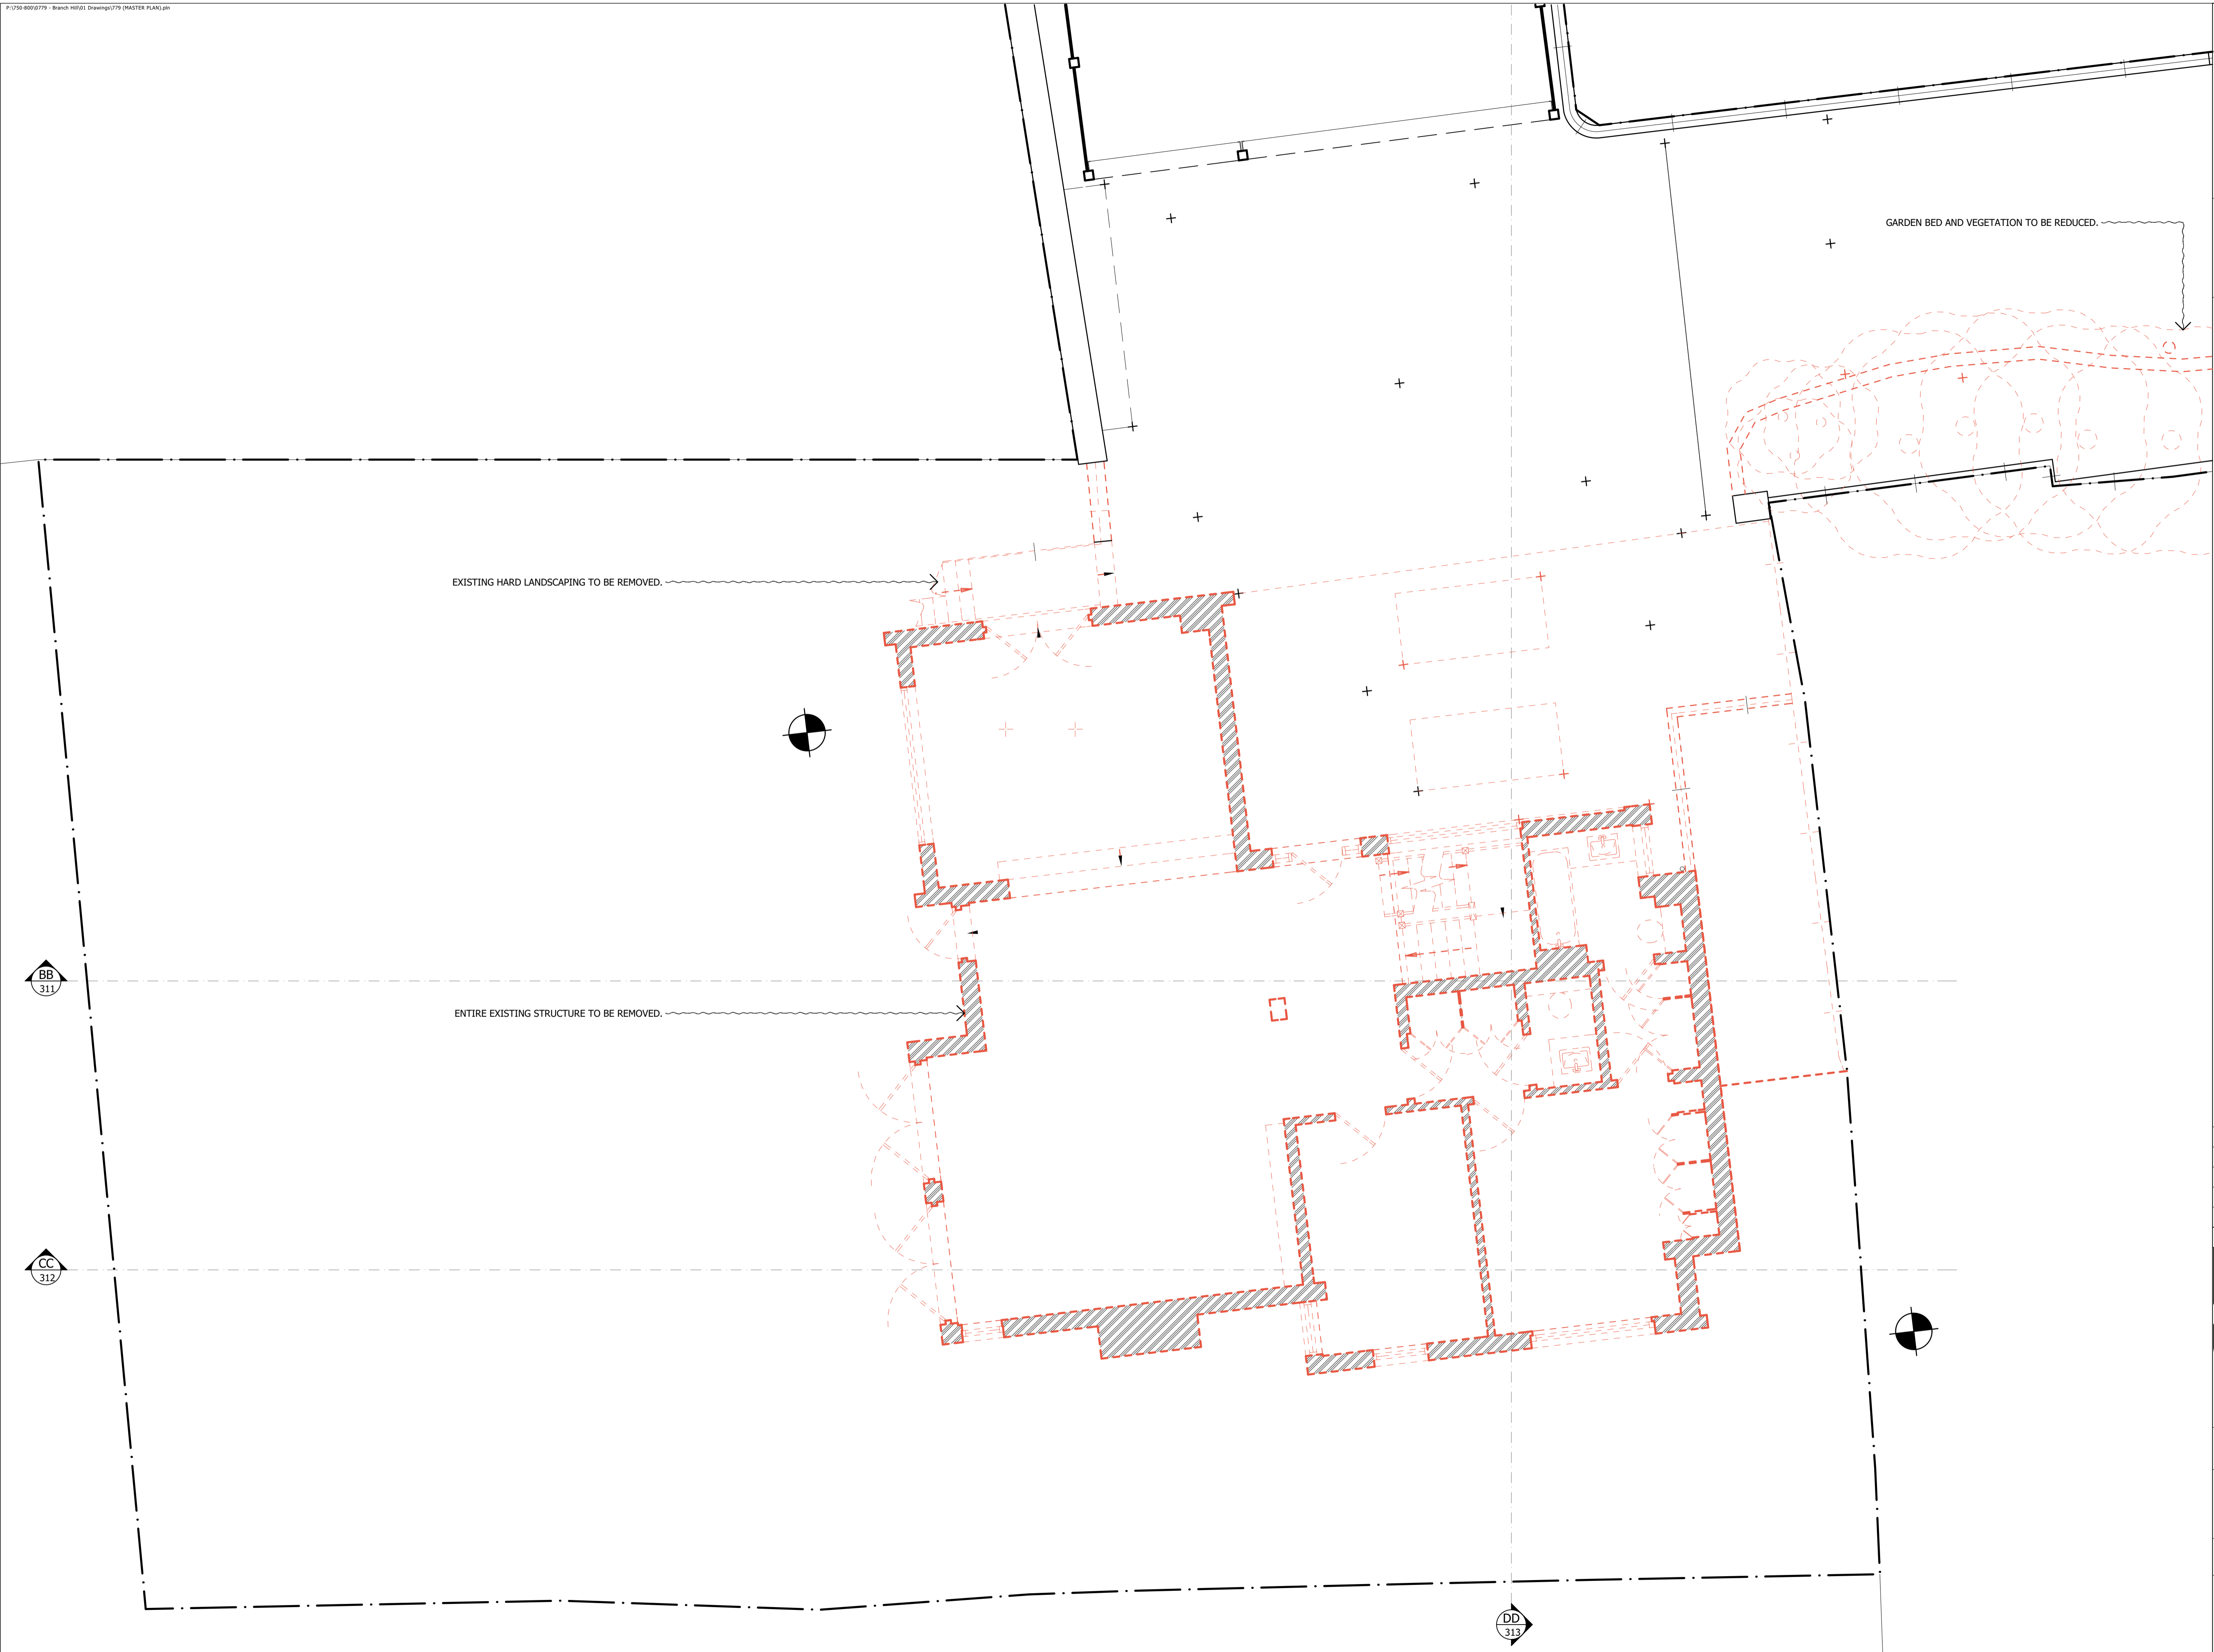 P:\750-800\0779 - Branch Hill\01 Drawings\779 (MASTER PLAN).pln
GARDEN BED AND VEGETATION TO BE REDUCED.
EXISTING HARD LANDSCAPING TO BE REMOVED.
BB
311
ENTIRE EXISTING STRUCTURE TO BE REMOVED.
CC
312
DD
313